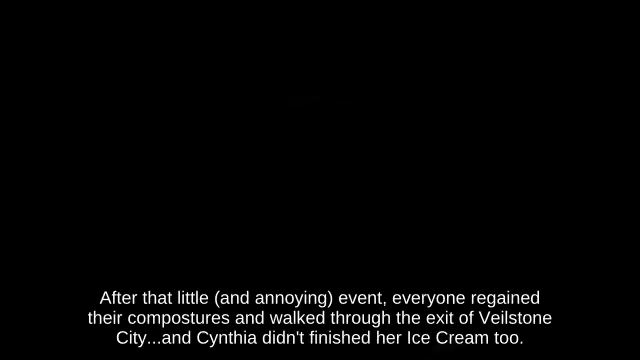 After that little (and annoying) event, everyone regained
their compostures and walked through the exit of Veilstone
City...and Cynthia didn't finished her Ice Cream too.